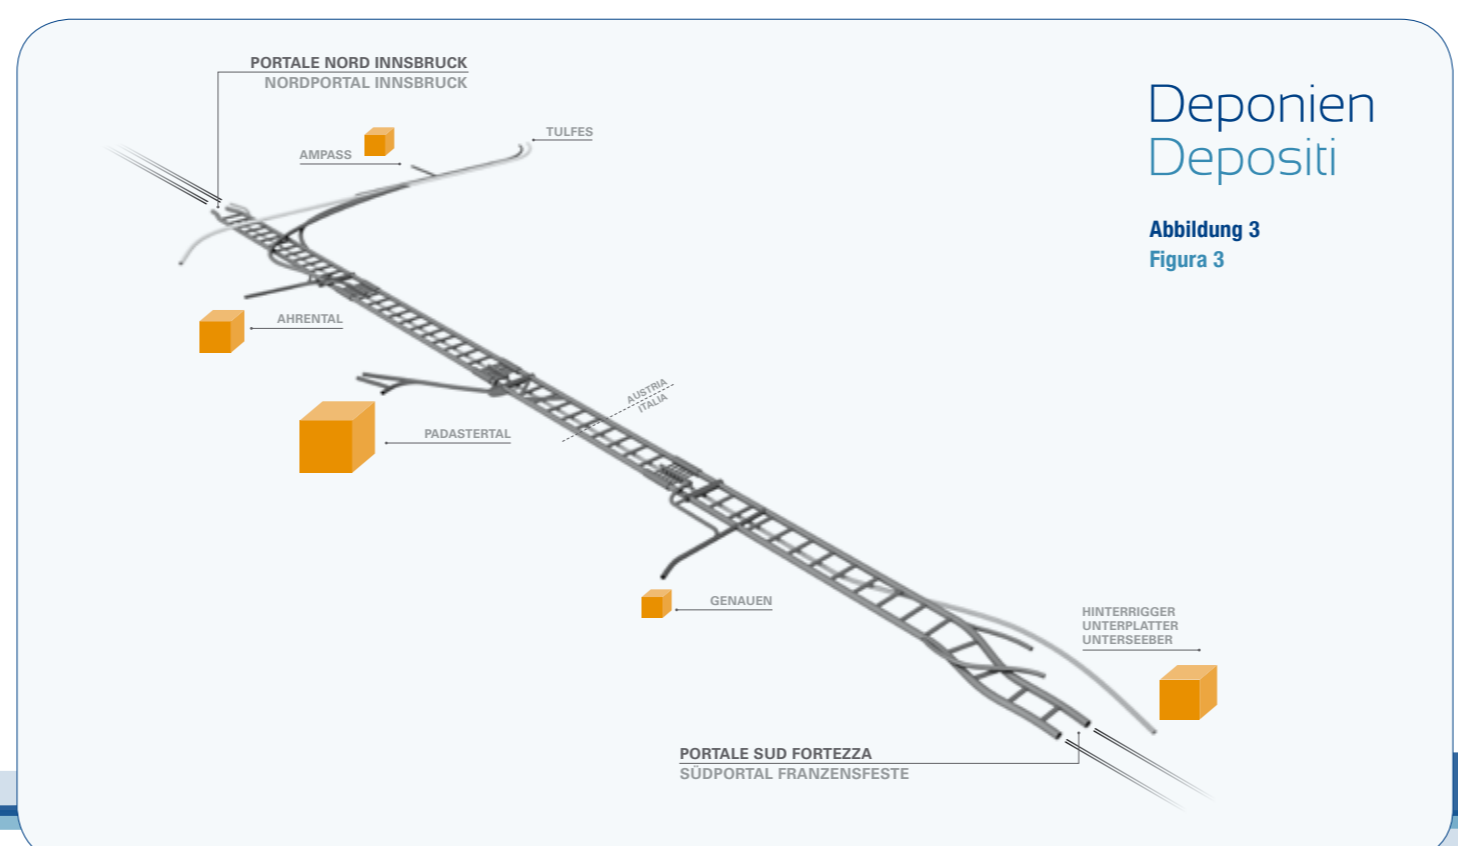 PORTALE NORD INNSBRUCK
NORDPORTAL INNSBRUCK
Deponien
Depositi
Abbildung 3
Figura 3
TULFES
AMPASS
AHRENTAL
PADASTERTAL
AUSTRIA
ITALIA
GENAUEN
HINTERRIGGER
UNTERPLATTER
UNTERSEEBER
PORTALE SUD FORTEZZA
SÜDPORTAL FRANZENSFESTE